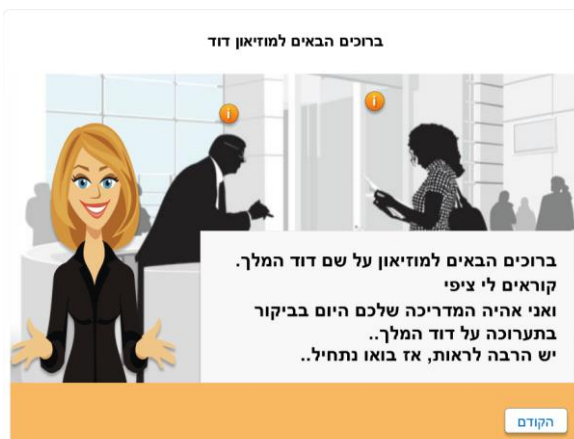 ברוכים הבאים למוזיאון דוד
ברוכים הבאים למוזיאון על שם דוד המלך.
קוראים לי ציפי
ואני אהיה המדריכה שלכם היום בביקור
בתערוכה על דוד המלך..
יש הרבה לראות, אז בואו נתחיל..
הקודם